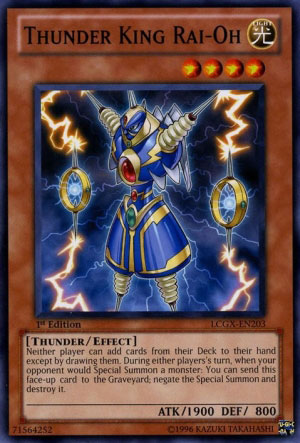 THUNDER KING RAI-OH
LIGHT
光
1st Edition
LCGX-EN203
[THUNDER/EFFECT]
Neither player can add cards from their Deck to their hand
except by drawing them. During either players's turn, when your
opponent would Special Summon a monster: You can send this
face-up card to the Graveyard; negate the Special Summon and
destroy it.
ATK/1900 DEF/ 800
71564252
©1996 KAZUKI TAKAHASHI